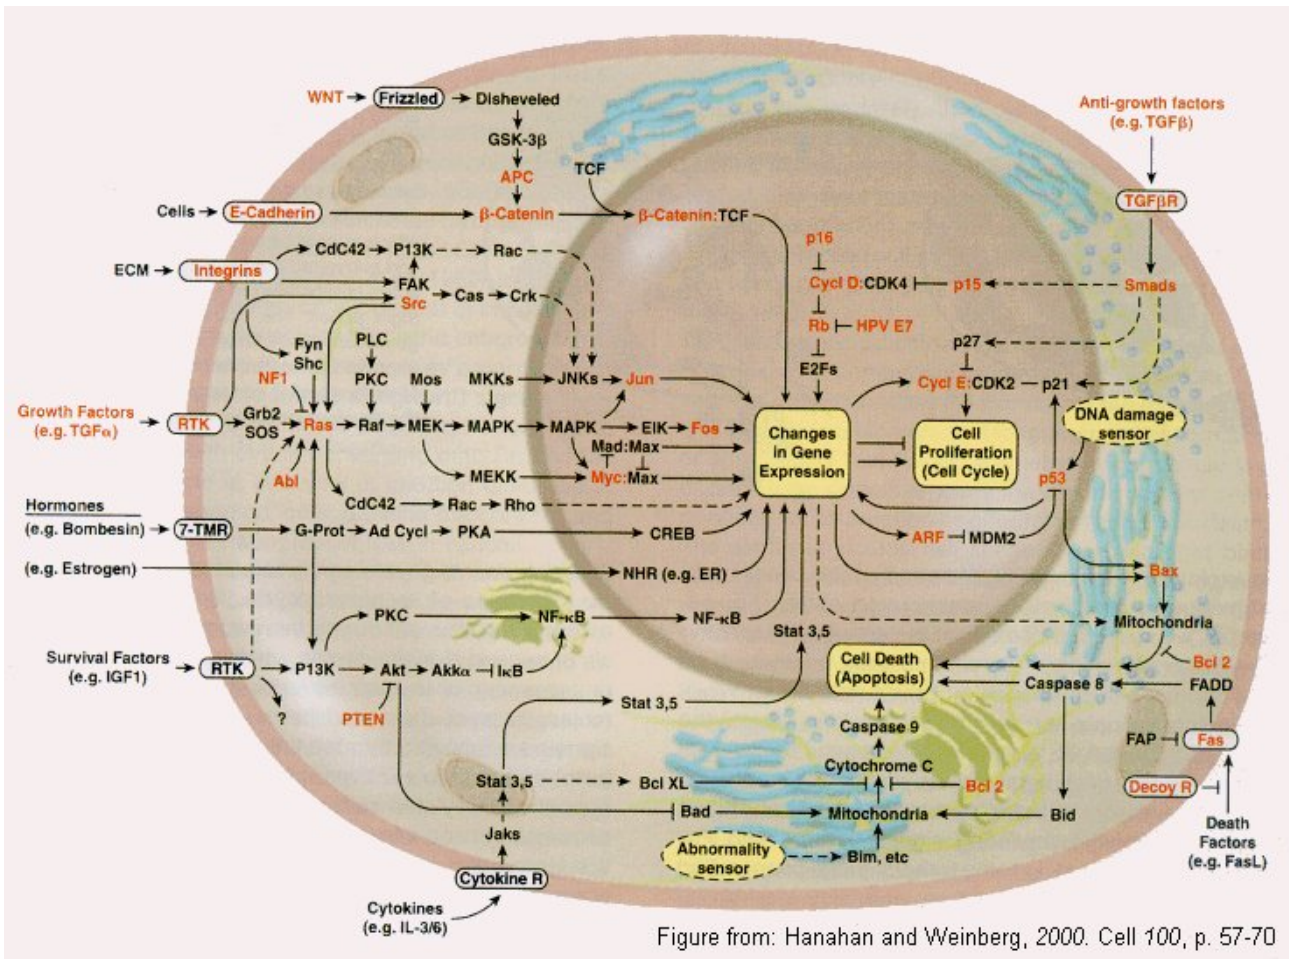 WNT
Frizzled
Disheveled
GSK-3β
APC
TCF
Cells
E-Cadherin
β-Catenin
β-Catenin:TCF
Anti-growth factors
(e.g. TGFβ)
TGFβR
Smads
p16
Cycl D:CDK4
p15
Rb
HPV E7
E2Fs
p27
Cycl E:CDK2
p21
DNA damage
sensor
CdC42
P13K
Rac
ECM
Integrins
FAK
Src
Cas
Crk
Fyn
Shc
PLC
NF1
PKC
Mos
MKKs
JNKs
Jun
Growth Factors
(e.g. TGFα)
RTK
Grb2
SOS
Ras
Raf
MEK
MAPK
MAPK
ElK
Fos
Mad:Max
Changes
in Gene
Expression
Cell
Proliferation
(Cell Cycle)
Abl
MEKK
Myc:Max
p53
CdC42
Rac
Rho
Hormones
(e.g. Bombesin)
7-TMR
G-Prot
Ad Cycl
PKA
CREB
ARF
MDM2
(e.g. Estrogen)
NHR (e.g. ER)
Bax
PKC
NF-κB
NF-κB
Stat 3,5
Mitochondria
Survival Factors
(e.g. IGF1)
RTK
P13K
Akt
Akkα
IκB
Cell Death
(Apoptosis)
Bcl 2
Caspase 8
FADD
?
PTEN
Stat 3,5
Caspase 9
FAP
Fas
Cytochrome C
Stat 3,5
Bcl XL
Bcl 2
Decoy R
Bad
Mitochondria
Bid
Death
Factors
(e.g. FasL)
Jaks
Abnormality
sensor
Bim, etc
Cytokine R
Cytokines
(e.g. IL-3/6)
Figure from: Hanahan and Weinberg, 2000. Cell 100, p. 57-70